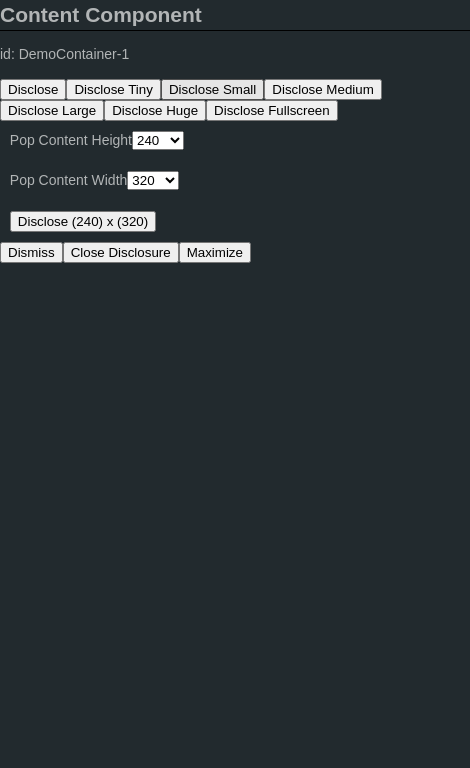 Content Component
id: DemoContainer-1
Disclose Disclose Tiny Disclose Small Disclose Medium
Disclose Large Disclose Huge Disclose Fullscreen
Pop Content Height 240
Pop Content Width 320
Disclose (240) x (320)
Dismiss Close Disclosure Maximize